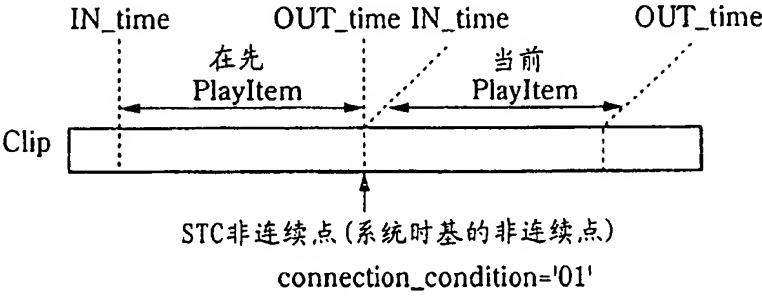 IN_time OUT_time IN_time OUT_time
在先 当前
PlayItem PlayItem
Clip
STC非连续点(系统时基的非连续点)
connection_condition='01'